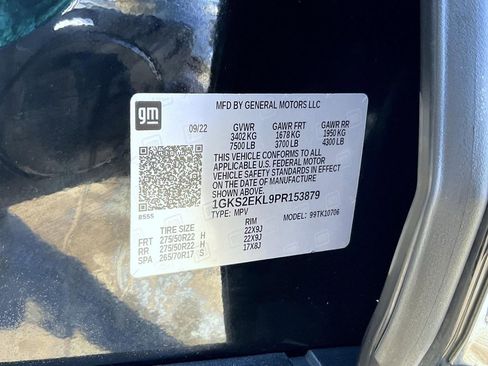 gm
MFD BY GENERAL MOTORS LLC
09/22 GVWR GAWR FRT GAWR RR
3402 KG 1678 KG 1950 KG
7500 LB 3700 LB 4300 LB
THIS VEHICLE CONFORMS TO ALL
APPLICABLE U.S. FEDERAL MOTOR
VEHICLE SAFETY STANDARDS IN EFFECT
ON THE DATE OF MANUFACTURE
1GKS2EKL9PR153879
8555 TYPE: MPV MODEL: 99TK10706
TIRE SIZE RIM
FRT 275/50R22 H 22X9J
RR 275/50R22 H 22X9J
SPA 265/70R17 S 17X8J